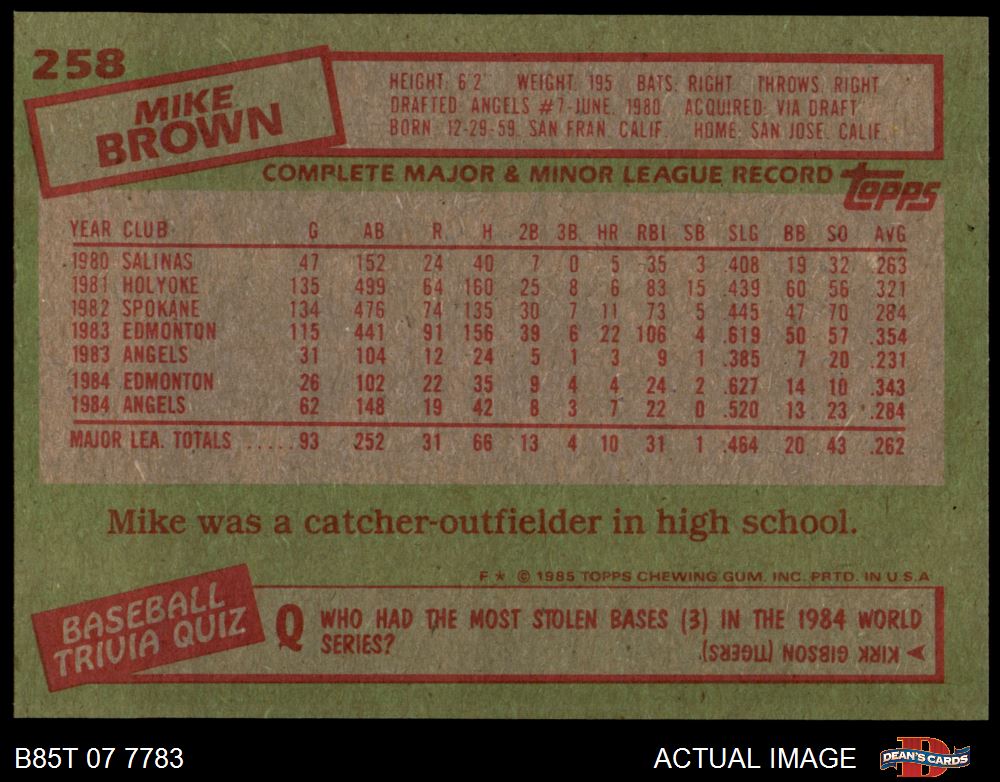 258
MIKE
BROWN
HEIGHT: 6'2" WEIGHT: 195 BATS: RIGHT THROWS: RIGHT
DRAFTED: ANGELS #7-JUNE, 1980 ACQUIRED: VIA DRAFT
BORN: 12-29-59, SAN FRAN, CALIF. HOME: SAN JOSE, CALIF.
COMPLETE MAJOR & MINOR LEAGUE RECORD
topps
YEAR CLUB G AB R H 2B 3B HR RBI SB SLG BB SO AVG
1980 SALINAS 47 152 24 40 7 0 5 35 3 .408 19 32 .263
1981 HOLYOKE 135 499 64 160 25 8 6 83 15 .439 60 56 .321
1982 SPOKANE 134 476 74 135 30 7 11 73 5 .445 47 70 .284
1983 EDMONTON 115 441 91 156 39 6 22 106 4 .619 50 57 .354
1983 ANGELS 31 104 12 24 5 1 3 9 1 .385 7 20 .231
1984 EDMONTON 26 102 22 35 9 4 4 24 2 .627 14 10 .343
1984 ANGELS 62 148 19 42 8 3 7 22 0 .520 13 23 .284
MAJOR LEA. TOTALS ..... 93 252 31 66 13 4 10 31 1 .464 20 43 .262
Mike was a catcher-outfielder in high school.
F★ © 1985 TOPPS CHEWING GUM, INC. PRTD. IN U.S.A.
BASEBALL
TRIVIA QUIZ
Q WHO HAD THE MOST STOLEN BASES (3) IN THE 1984 WORLD
SERIES?
KIRK GIBSON (TIGERS).
B85T 07 7783
ACTUAL IMAGE
D
DEAN'S CARDS